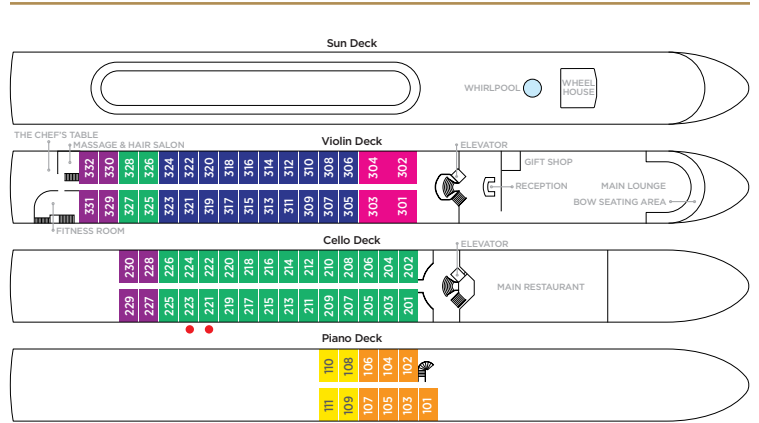 Sun Deck
WHIRLPOOL
WHEEL
HOUSE
THE CHEF'S TABLE
MASSAGE & HAIR SALON
Violin Deck
ELEVATOR
332 330 328 326 324 322 320 318 316 314 312 310 308 306 304 302
GIFT SHOP
RECEPTION
MAIN LOUNGE
BOW SEATING AREA
331 329 327 325 323 321 319 317 315 313 311 309 307 305 303 301
FITNESS ROOM
Cello Deck
ELEVATOR
230 228 226 224 222 220 218 216 214 212 210 208 206 204 202
MAIN RESTAURANT
229 227 225 223 221 219 217 215 213 211 209 207 205 203 201
Piano Deck
110 108 106 104 102
111 109 107 105 103 101